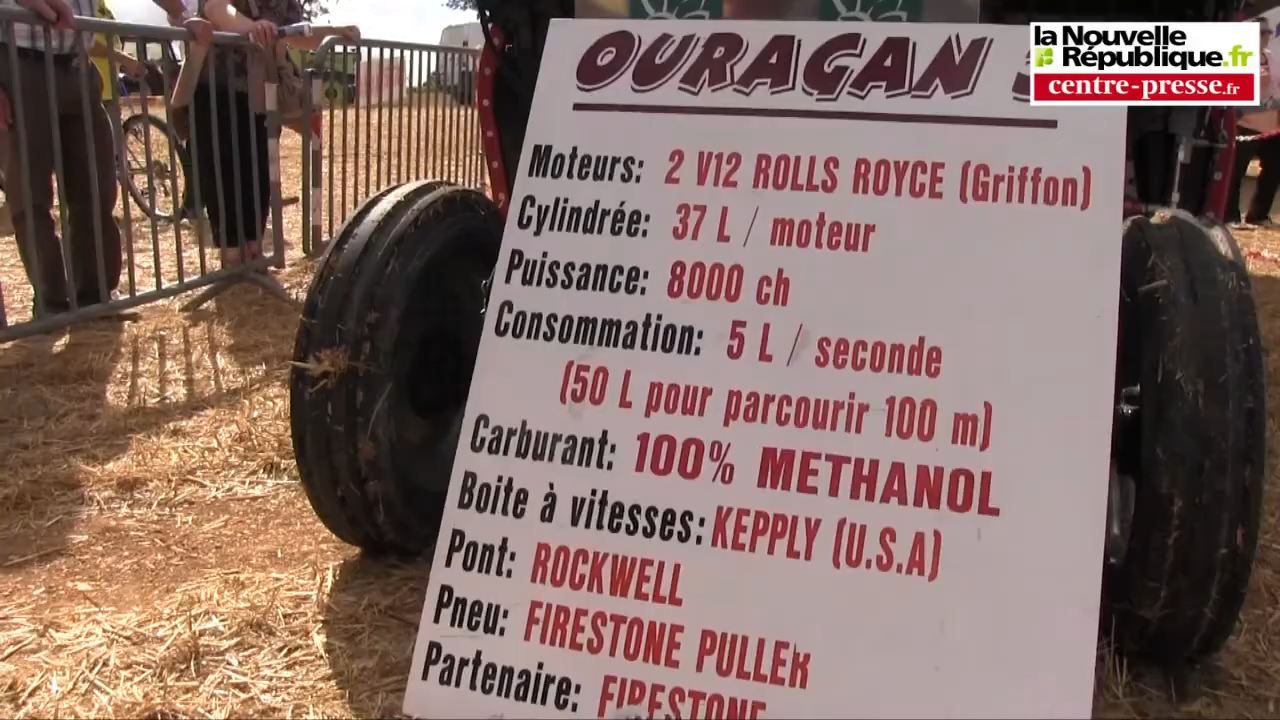 la Nouvelle
République.fr
centre-presse.fr
OURAGAN
Moteurs: 2 V12 ROLLS ROYCE (Griffon)
Cylindrée: 37 L / moteur
Puissance: 8000 ch
Consommation: 5 L / seconde
(50 L pour parcourir 100 m)
Carburant: 100% METHANOL
Boite à vitesses: KEPPLY (U.S.A)
Pont: ROCKWELL
Pneu: FIRESTONE PULLER
Partenaire: FIRESTONE